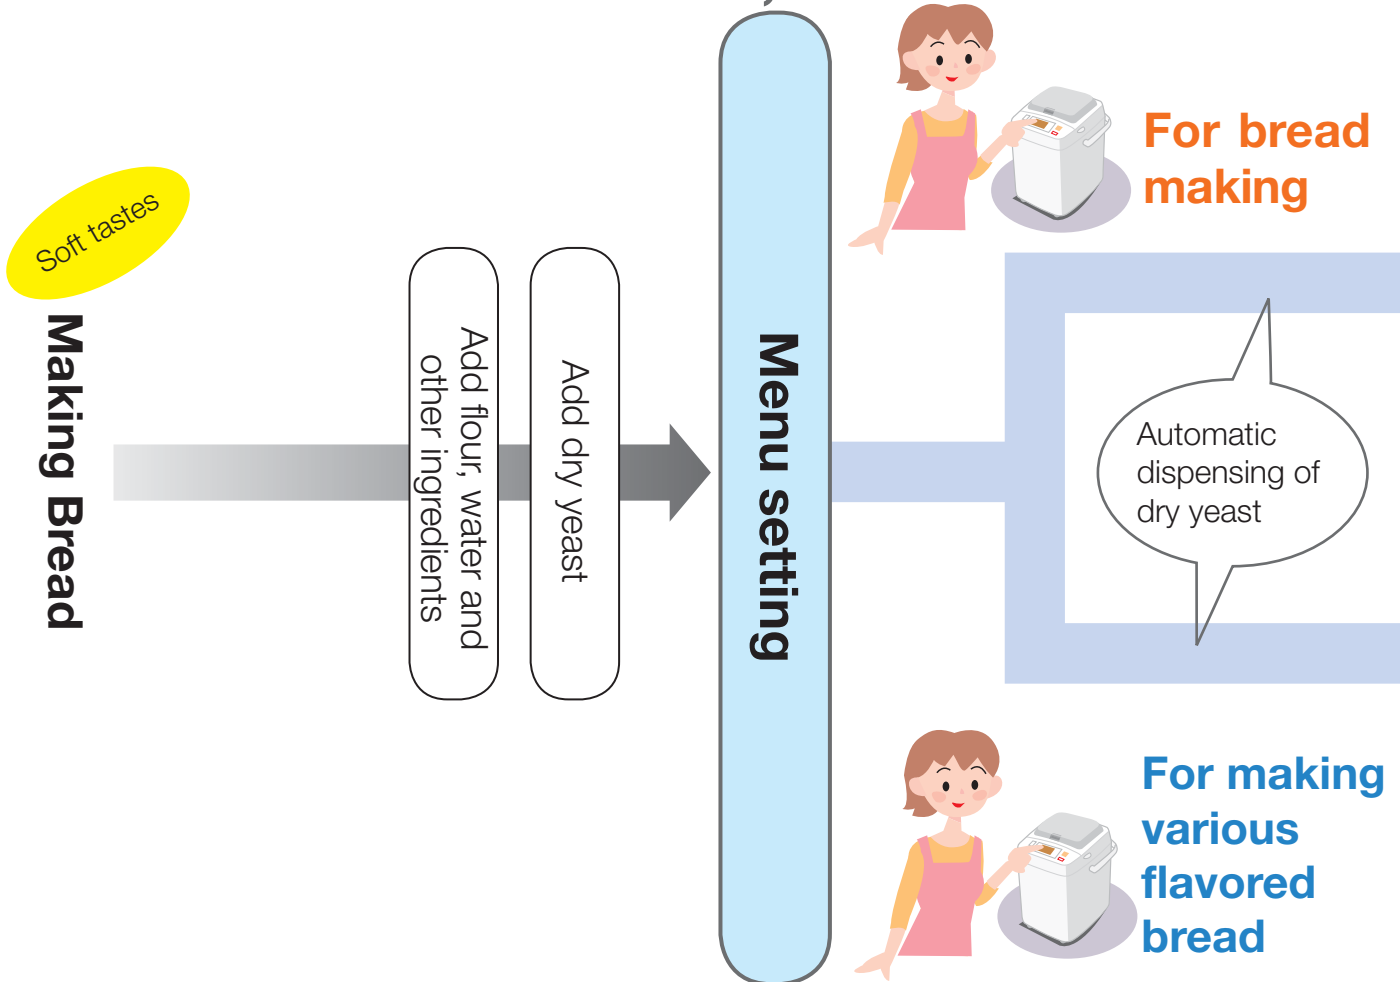 Soft tastes
Making Bread
Add flour, water and
other ingredients
Add dry yeast
Menu setting
For bread
making
Automatic
dispensing of
dry yeast
For making
various
flavored
bread